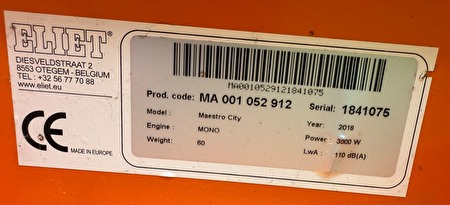 ELIET
DIESVELDSTRAAT 2
8553 OTEGEM - BELGIUM
TEL : +32 56 77 70 88
www.eliet.eu
CE
MADE IN EUROPE
MA0010529121841075
Prod. code: MA 001 052 912 Serial: 1841075
Model : Maestro City Year: 2018
Engine : MONO Power: 3000 W
Weight: 60 LwA : 110 dB(A)